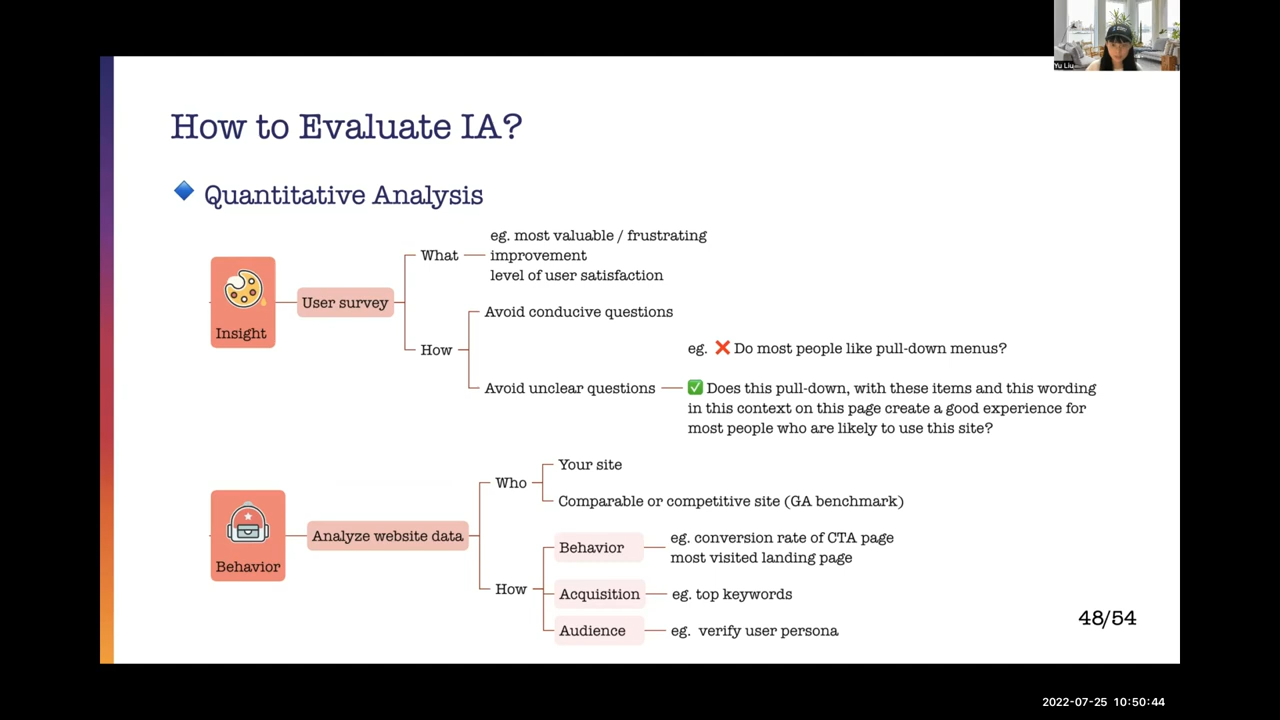 Yu Liu
How to Evaluate IA?
Quantitative Analysis
Insight
User survey
What
eg. most valuable / frustrating
improvement
level of user satisfaction
How
Avoid conducive questions
Avoid unclear questions
eg. ❌ Do most people like pull-down menus?
✅ Does this pull-down, with these items and this wording
in this context on this page create a good experience for
most people who are likely to use this site?
Behavior
Analyze website data
Who
Your site
Comparable or competitive site (GA benchmark)
How
Behavior
eg. conversion rate of CTA page
most visited landing page
Acquisition
eg. top keywords
Audience
eg. verify user persona
48/54
2022-07-25 10:50:44